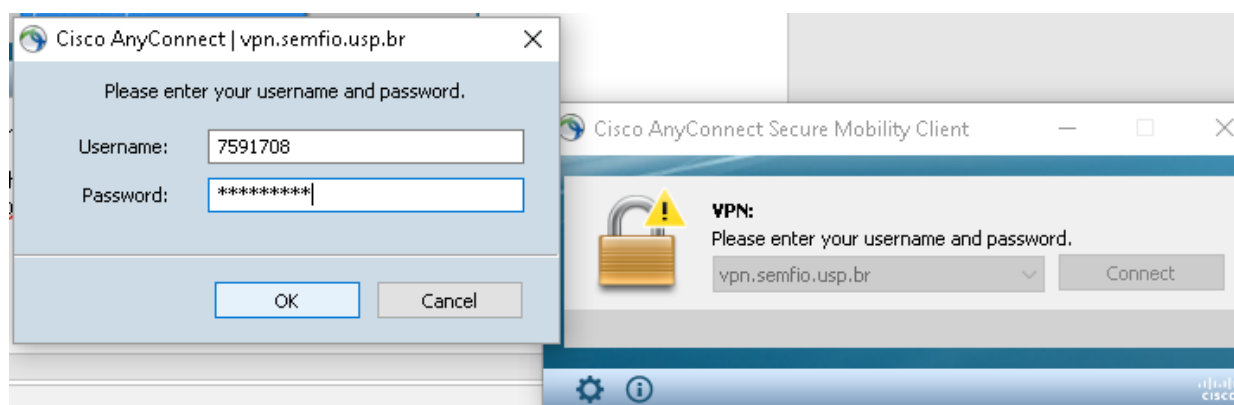 Cisco AnyConnect | vpn.semfio.usp.br
Please enter your username and password.
Username: 7591708
Password: *********
OK Cancel
Cisco AnyConnect Secure Mobility Client
VPN:
Please enter your username and password.
vpn.semfio.usp.br Connect
cisco